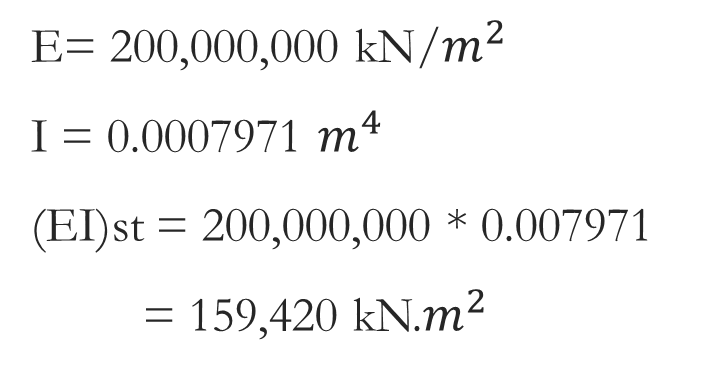 E= 200,000,000 kN/m²
I = 0.0007971 m⁴
(EI)st = 200,000,000 * 0.007971
= 159,420 kN.m²